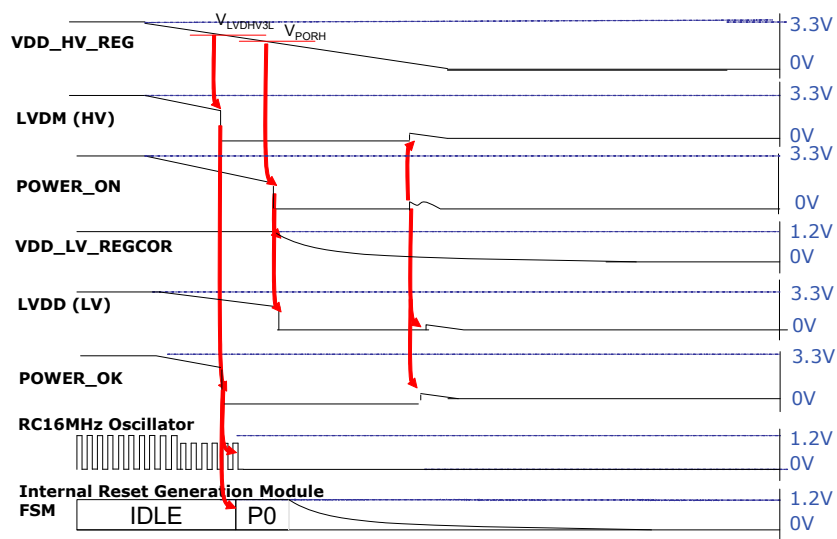 VLVDHV3L
VPORH
3.3V
VDD_HV_REG
0V
3.3V
LVDM (HV)
0V
3.3V
POWER_ON
0V
1.2V
VDD_LV_REGCOR
0V
3.3V
LVDD (LV)
0V
3.3V
POWER_OK
0V
RC16MHz Oscillator
1.2V
0V
Internal Reset Generation Module
FSM
IDLE
P0
1.2V
0V